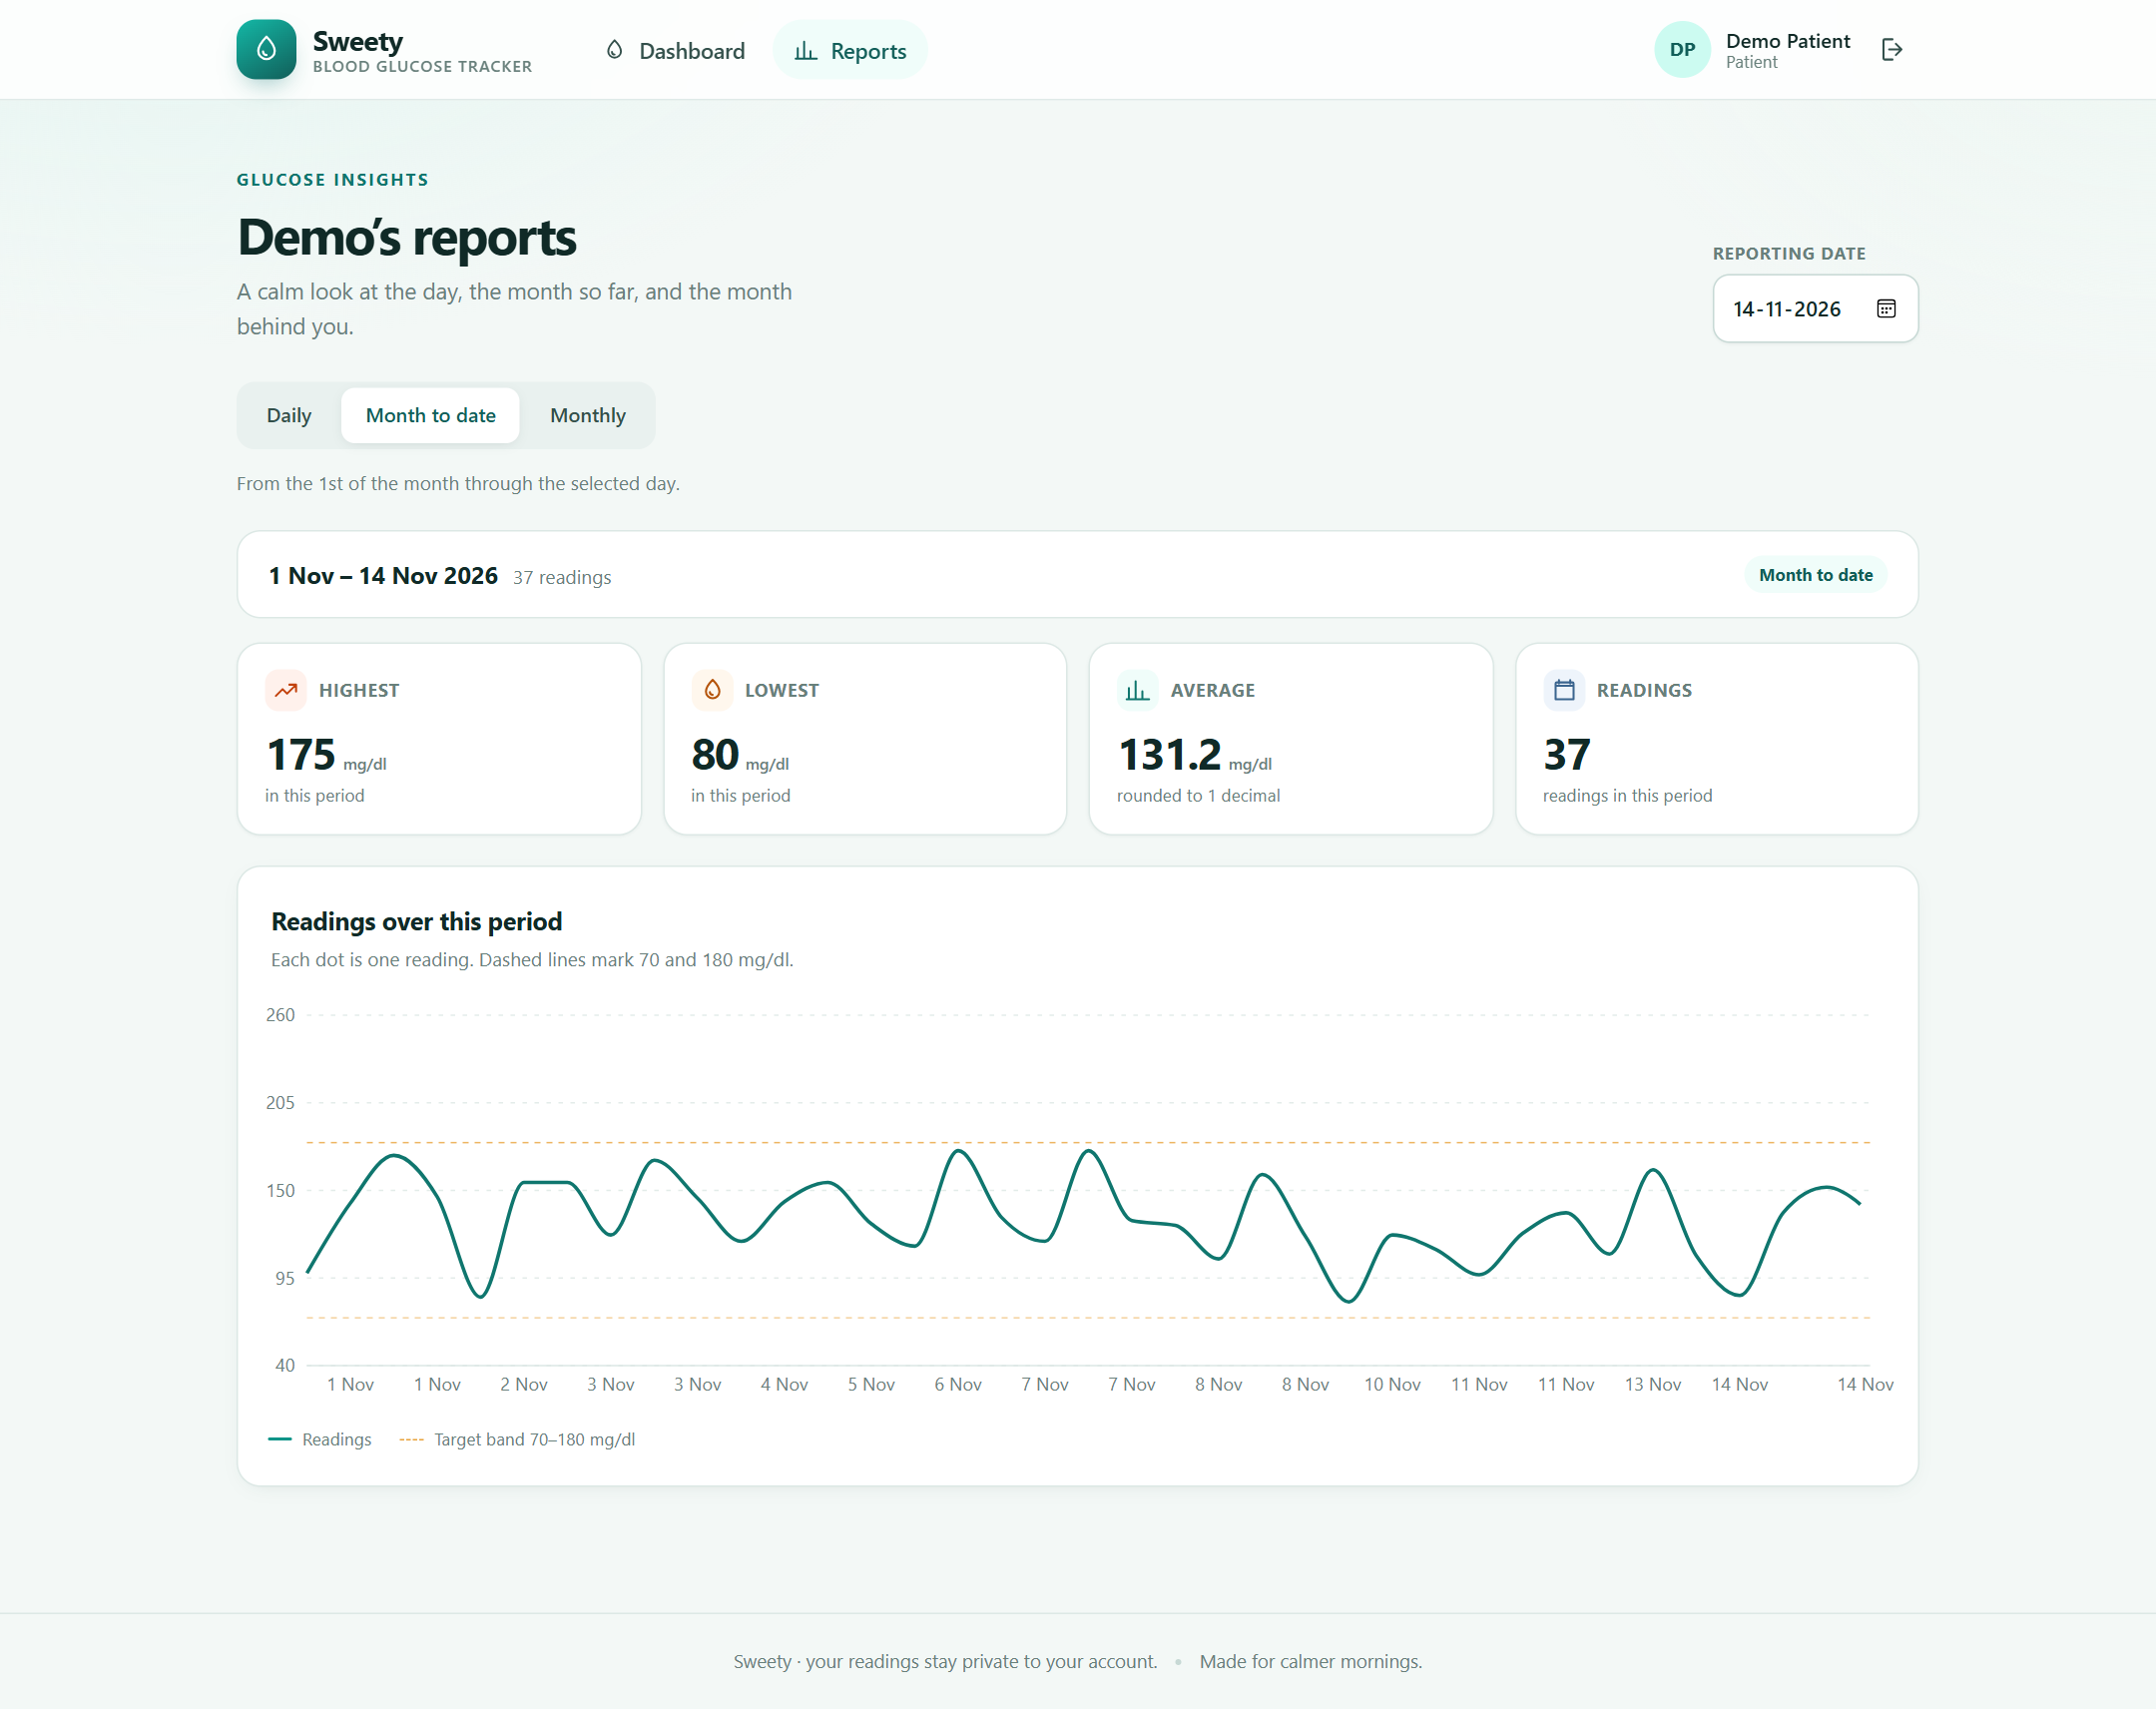 Sweety
BLOOD GLUCOSE TRACKER
Dashboard
Reports
DP
Demo Patient
Patient
GLUCOSE INSIGHTS
Demo’s reports
A calm look at the day, the month so far, and the month
behind you.
REPORTING DATE
14-11-2026
Daily
Month to date
Monthly
From the 1st of the month through the selected day.
1 Nov – 14 Nov 2026 37 readings
Month to date
HIGHEST
175 mg/dl
in this period
LOWEST
80 mg/dl
in this period
AVERAGE
131.2 mg/dl
rounded to 1 decimal
READINGS
37
readings in this period
Readings over this period
Each dot is one reading. Dashed lines mark 70 and 180 mg/dl.
260
205
150
95
40
1 Nov 1 Nov 2 Nov 3 Nov 3 Nov 4 Nov 5 Nov 6 Nov 7 Nov 7 Nov 8 Nov 8 Nov 10 Nov 11 Nov 11 Nov 13 Nov 14 Nov 14 Nov
Readings
Target band 70–180 mg/dl
Sweety · your readings stay private to your account. • Made for calmer mornings.